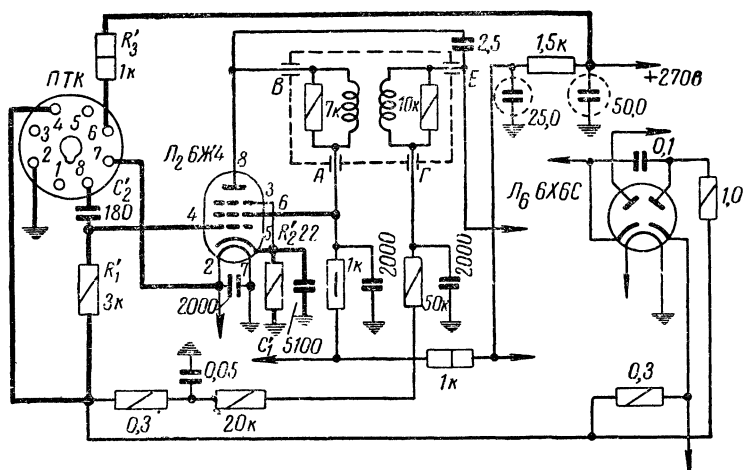 R'3
1к
ПТК
4 5
3 6
2 7
1 8
C'2
180
R'1
3к
Л2 6Ж4
8
3
6
4
5
2 7
2000
R'2 22
C'1 5100
В
7к
10к
Е
А
Г
2,5
1,5к
+270в
25,0
50,0
1к
2000
50к
2000
1к
0,05
0,3
20к
Л6 6Х6С
0,1
1,0
0,3